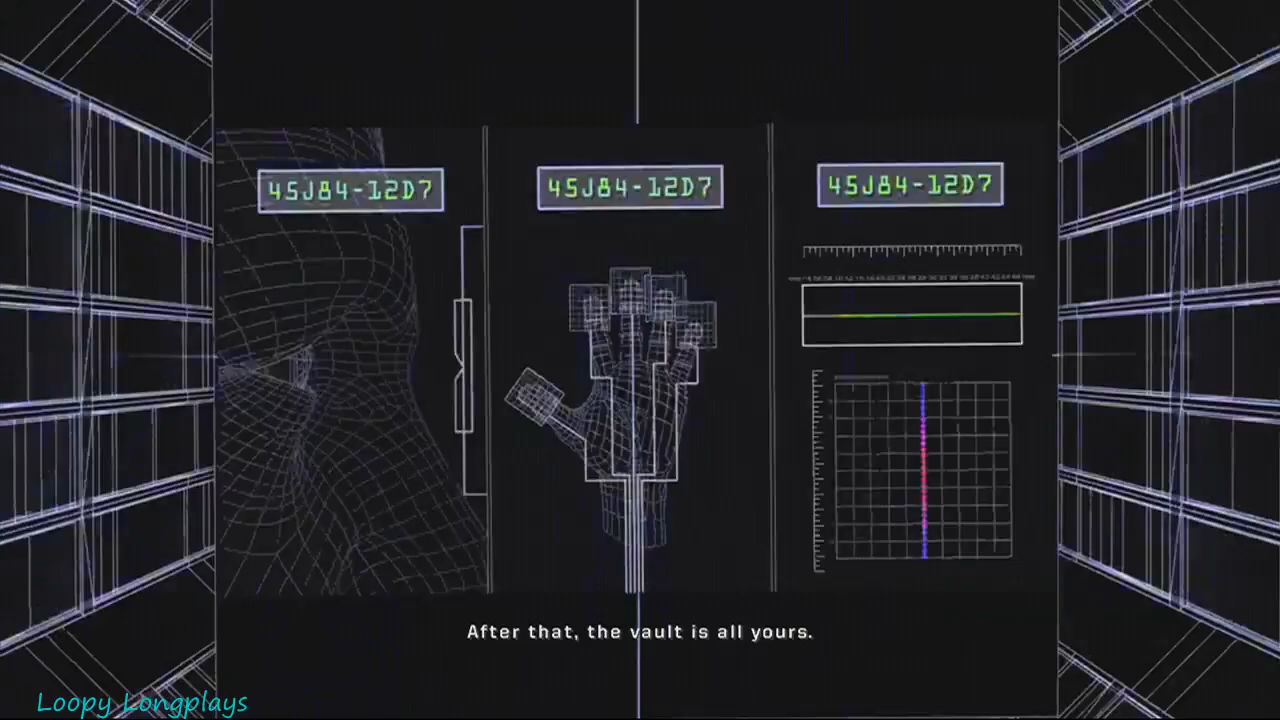 45J84-12D7
45J84-12D7
45J84-12D7
After that, the vault is all yours.
Loopy Longplays